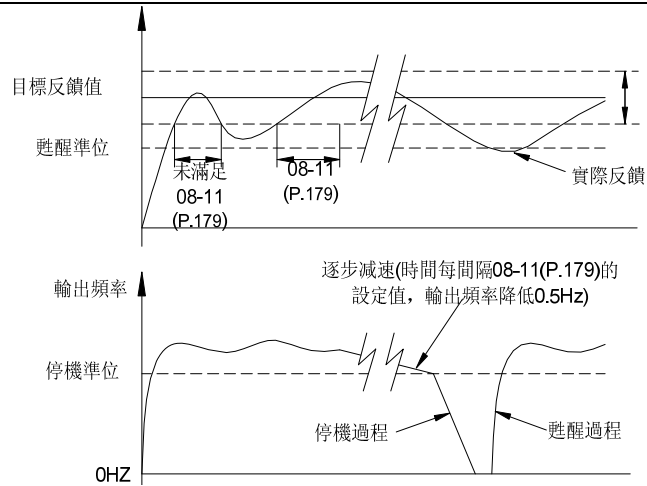 目標反饋值
甦醒準位
未滿足
08-11
(P.179)
08-11
(P.179)
實際反饋
逐步减速(時間每間隔08-11(P.179)的
設定值，輸出頻率降低0.5Hz)
輸出頻率
停機準位
停機過程
甦醒過程
0HZ